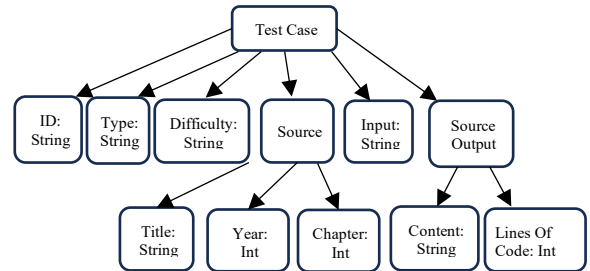 Test Case
ID:
String
Type:
String
Difficulty:
String
Source
Input:
String
Source
Output
Title:
String
Year:
Int
Chapter:
Int
Content:
String
Lines Of
Code: Int